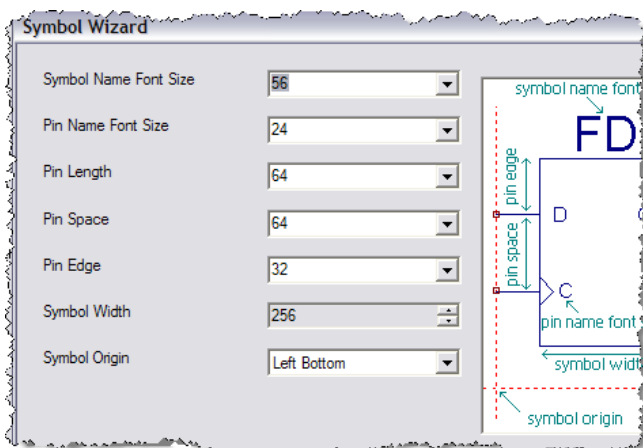 Symbol Wizard
Symbol Name Font Size 56
Pin Name Font Size 24
Pin Length 64
Pin Space 64
Pin Edge 32
Symbol Width 256
Symbol Origin Left Bottom
symbol name font
FD
pin edge
D
pin space
C
pin name font
symbol
symbol origin